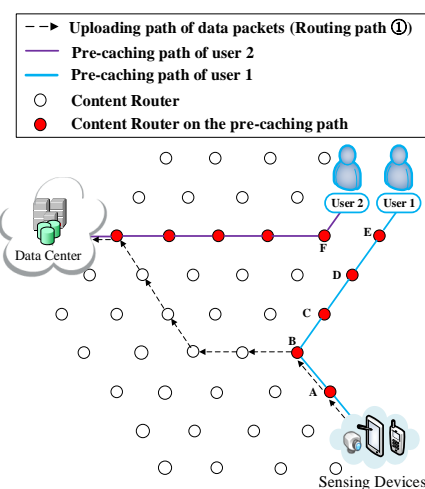 Uploading path of data packets (Routing path ①)
Pre-caching path of user 2
Pre-caching path of user 1
Content Router
Content Router on the pre-caching path
User 2
User 1
Data Center
F
E
D
C
B
A
Sensing Devices